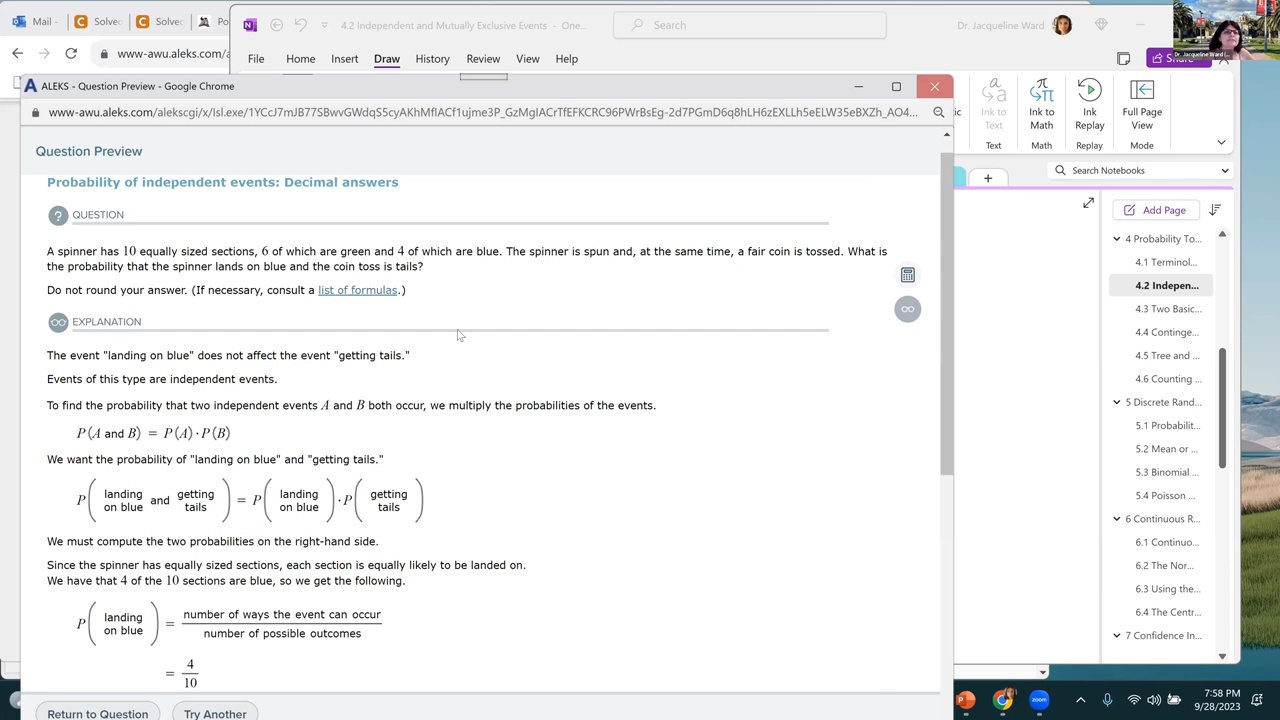 Mail -
Solve
Solve
Po
4.2 Independent and Mutually Exclusive Events - One...
Search
Dr. Jacqueline Ward
www-awu.aleks.com/a
File Home Insert Draw History Review View Help
Share
Dr. Jacqueline Ward
ALEKS - Question Preview - Google Chrome
www-awu.aleks.com/alekscgi/x/Isl.exe/
Ink to Text
Ink to Math
Ink Replay
Full Page View
Text Math Replay Mode
Question Preview
Search Notebooks
Probability of independent events: Decimal answers
Add Page
? QUESTION
A spinner has 10 equally sized sections, 6 of which are green and 4 of which are blue. The spinner is spun and, at the same time, a fair coin is tossed. What is
the probability that the spinner lands on blue and the coin toss is tails?
Do not round your answer. (If necessary, consult a list of formulas.)
EXPLANATION
The event "landing on blue" does not affect the event "getting tails."
Events of this type are independent events.
To find the probability that two independent events A and B both occur, we multiply the probabilities of the events.
P(A and B) = P(A)·P(B)
We want the probability of "landing on blue" and "getting tails."
P(landing on blue and getting tails) = P(landing on blue)·P(getting tails)
We must compute the two probabilities on the right-hand side.
Since the spinner has equally sized sections, each section is equally likely to be landed on.
We have that 4 of the 10 sections are blue, so we get the following.
P(landing on blue) =
number of ways the event can occur
number of possible outcomes
=
4
10
Return to Question
Try Another
4 Probability To...
4.1 Terminol...
4.2 Indepen...
4.3 Two Basic...
4.4 Continge...
4.5 Tree and ...
4.6 Counting ...
5 Discrete Rand...
5.1 Probabilit...
5.2 Mean or ...
5.3 Binomial ...
5.4 Poisson ...
6 Continuous R...
6.1 Continuo...
6.2 The Nor...
6.3 Using the...
6.4 The Centr...
7 Confidence In...
zoom
7:58 PM
9/28/2023